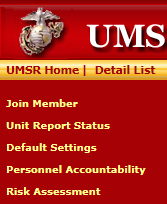 UMS
UMSR Home | Detail List
Join Member
Unit Report Status
Default Settings
Personnel Accountability
Risk Assessment